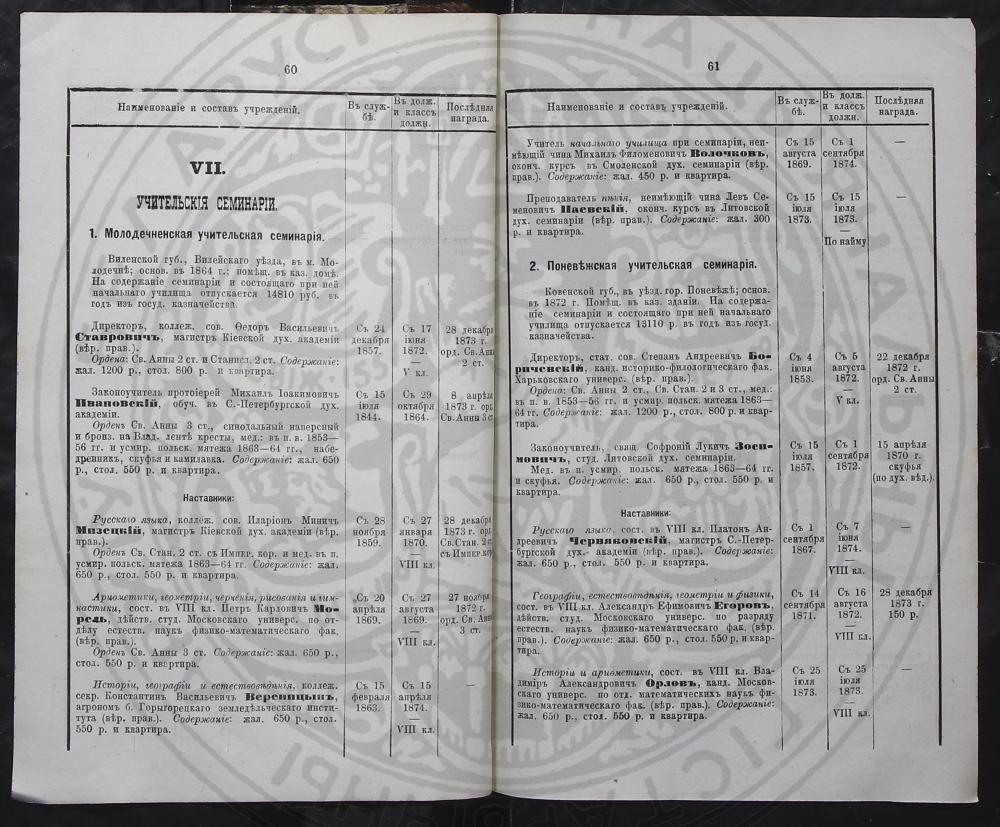 60
Наименованіе и составъ учрежденій.
Въ служ-
бѣ.
Въ долж.
и классъ
должн.
Послѣдняя
награда.
VII.
УЧИТЕЛЬСКІЯ СЕМИНАРІИ.
1. Молодечненская учительская семинарія.
Виленской губ., Вилейскаго уѣзда, въ м. Мо-
лодечнѣ; основ. въ 1864 г.; помѣщ. въ каз. домѣ.
На содержаніе семинаріи и состоящаго при ней
начальнаго училища отпускается 14810 руб. въ
годъ изъ госуд. казначейства.
Директоръ, коллеж. сов. Ѳедоръ Васильевичъ
Ставровичъ, магистръ Кіевской дух. академіи
(вѣр. прав.).
Ордена: Св. Анны 2 ст. и Станисл. 2 ст. Содержаніе:
жал. 1200 р., стол. 800 р. и квартира.
Съ 24
декабря
1857.
Съ 17
іюня
1872.
—
V кл.
28 декабря
1873 г.
орд. Св. Анны
2 ст.
Законоучитель протоіерей Михаилъ Іоакимовичъ
Ивановскій, обуч. въ С.-Петербургской дух.
академіи.
Орденъ Св. Анны 3 ст., синодальный наперсный
и бронз. на Влад. лентѣ кресты, мед.: въ п. в. 1853—
56 гг. и усмир. польск. мятежа 1863—64 гг., набе-
дренникъ, скуфья и камилавка. Содержаніе: жал. 650
р., стол. 550 р. и квартира.
Съ 15
іюля
1844.
Съ 29
октября
1864.
8 апрѣля
1873 г. орд.
Св. Анны 3 ст.
Наставники:
Русскаго языка, коллеж. сов. Иларіонъ Миничъ
Мизецкій, магистръ Кіевской дух. академіи (вѣр.
прав.).
Орденъ Св. Стан. 2 ст. съ Импер. кор. и мед. въ п.
усмир. польск. мятежа 1863—64 гг. Содержаніе: жал.
650 р., стол. 550 р. и квартира.
Съ 28
ноября
1859.
Съ 27
января
1870.
—
VIII кл.
28 декабря
1873 г. орд.
Св. Стан. 2 ст.
съ Импер. кор.
Ариѳметики, геометріи, черченія, рисованія и гим-
настики, сост. въ VIII кл. Петръ Карловичъ Мо-
рель, дѣйств. студ. Московскаго универс. по от-
дѣлу естеств. наукъ физико-математическаго фак.
(вѣр. прав.).
Орденъ Св. Анны 3 ст. Содержаніе: жал. 650 р.,
стол. 550 р. и квартира.
Съ 20
апрѣля
1869.
Съ 27
августа
1869.
—
VIII кл.
27 ноября
1872 г.
орд. Св. Анны
3 ст.
Исторіи, географіи и естествовѣдѣнія, коллеж.
секр. Константинъ Васильевичъ Веревицынъ,
агрономъ б. Горыгорецкаго земледѣльческаго инсти-
тута (вѣр. прав.). Содержаніе: жал. 650 р., стол.
550 р. и квартира.
Съ 15
февраля
1863.
Съ 15
апрѣля
1874.
—
VIII кл.
—
61
Наименованіе и составъ учрежденій.
Въ служ-
бѣ.
Въ долж.
и классъ
должн.
Послѣдняя
награда.
Учитель начальнаго училища при семинаріи, неи-
мѣющій чина Михаилъ Филоменовичъ Волочковъ,
оконч. курсъ въ Смоленской дух. семинаріи (вѣр.
прав.). Содержаніе: жал. 450 р. и квартира.
Съ 15
августа
1869.
Съ 1
сентября
1874.
—
Преподаватель пѣнія, неимѣющій чина Левъ Се-
меновичъ Паевскій, оконч. курсъ въ Литовской
дух. семинаріи (вѣр. прав.). Содержаніе: жал. 300
р. и квартира.
Съ 15
іюля
1873.
Съ 15
іюля
1873.
—
По найму
—
2. Поневѣжская учительская семинарія.
Ковенской губ., въ уѣзд. гор. Поневѣжѣ; основ.
въ 1872 г. Помѣщ. въ каз. зданіи. На содержа-
ніе семинаріи и состоящаго при ней начальнаго
училища отпускается 13110 р. въ годъ изъ госуд.
казначейства.
Директоръ, стат. сов. Степанъ Андреевичъ Бо-
ричевскій, канд. историко-филологическаго фак.
Харьковскаго универс. (вѣр. прав.).
Ордена: Св. Анны 2 ст., Св. Стан. 2 и 3 ст., мед.:
въ п. в. 1853—56 гг. и усмир. польск. мятежа 1863—
64 гг. Содержаніе: жал. 1200 р., стол. 800 р. и квар-
тира.
Съ 4
іюня
1853.
Съ 5
августа
1872.
—
V кл.
22 декабря
1872 г.
орд. Св. Анны
2 ст.
Законоучитель, свящ. Софроній Лукичъ Зоси-
мовичъ, студ. Литовской дух. семинаріи.
Мед. въ п. усмир. польск. мятежа 1863—64 гг.
и скуфья. Содержаніе: жал. 650 р., стол. 550 р. и
квартира.
Съ 15
іюля
1857.
Съ 1
сентября
1872.
15 апрѣля
1870 г.
скуфья
(по дух. вѣд.).
Наставники:
Русскаго языка, сост. въ VIII кл. Платонъ Ан-
дреевичъ Черняковскій, магистръ С.-Петер-
бургской дух. академіи (вѣр. прав.). Содержаніе:
жал. 650 р., стол. 550 р. и квартира.
Съ 1
сентября
1867.
Съ 7
іюня
1874.
—
VIII кл.
—
Географіи, естествовѣдѣнія, геометріи и физики,
сост. въ VIII кл. Александръ Ефимовичъ Егоровъ,
дѣйств. студ. Московскаго универс. по разряду
естеств. наукъ физико-математическаго фак. (вѣр.
прав.). Содержаніе: жал. 650 р., стол. 550 р. и квар-
тира.
Съ 14
сентября
1871.
Съ 16
августа
1872.
—
VIII кл.
28 декабря
1873 г.
150 р.
Исторіи и ариѳметики, сост. въ VIII кл. Вла-
диміръ Александровичъ Орловъ, канд. Москов-
скаго универс. по отд. математическихъ наукъ фи-
зико-математическаго фак. (вѣр. прав.). Содержаніе:
жал. 650 р., стол. 550 р. и квартира.
Съ 25
іюля
1873.
Съ 25
іюля
1873.
—
VIII кл.
—